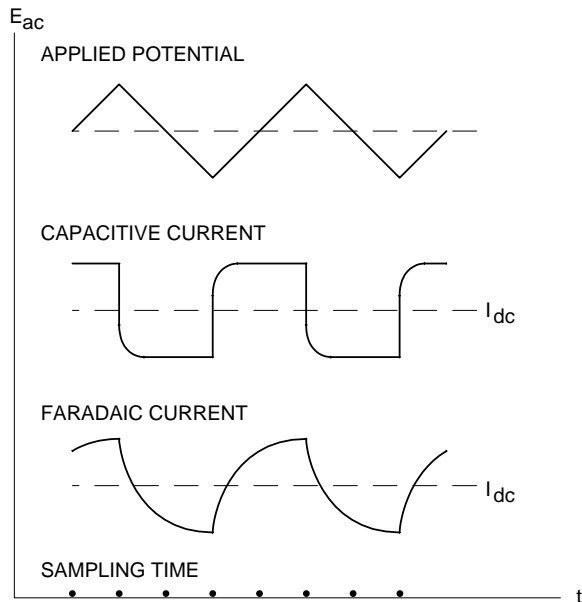 E_ac
APPLIED POTENTIAL
CAPACITIVE CURRENT
I_dc
FARADAIC CURRENT
I_dc
SAMPLING TIME
t